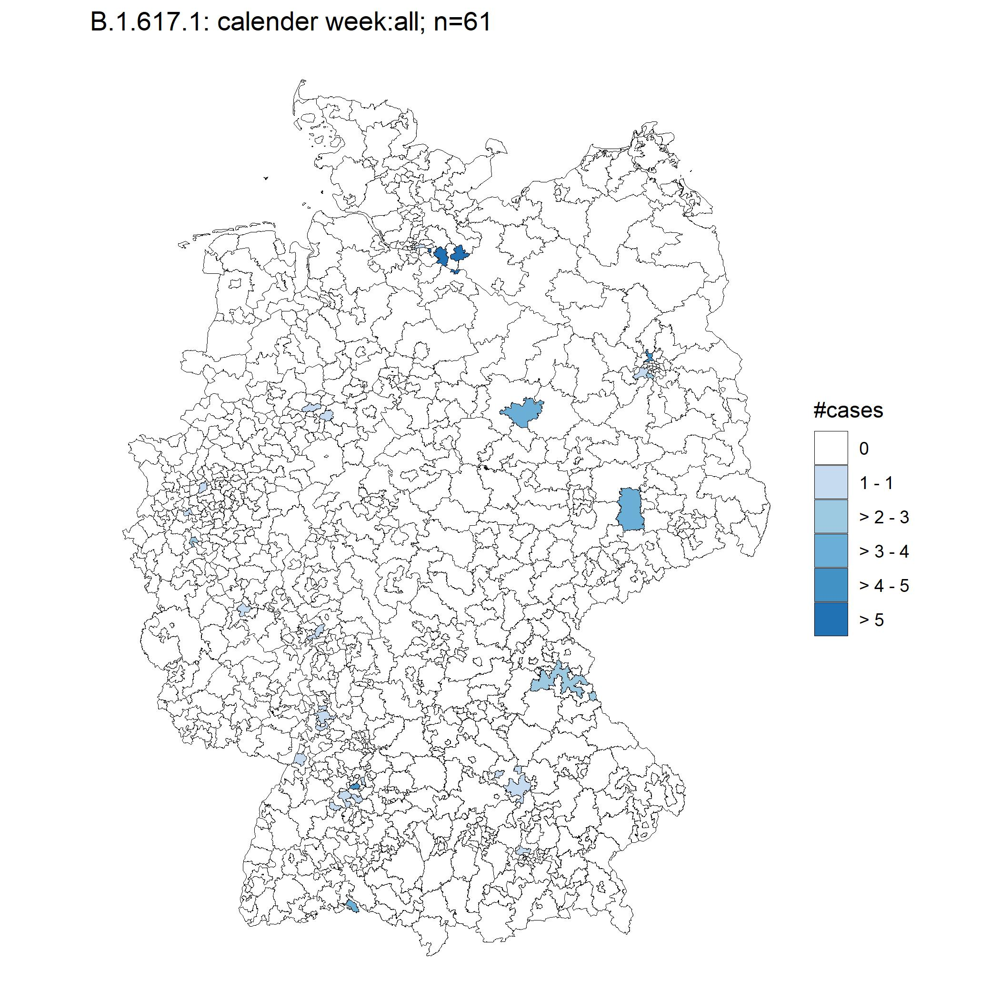 B.1.617.1: calender week:all; n=61
#cases
0
1 - 1
> 2 - 3
> 3 - 4
> 4 - 5
> 5